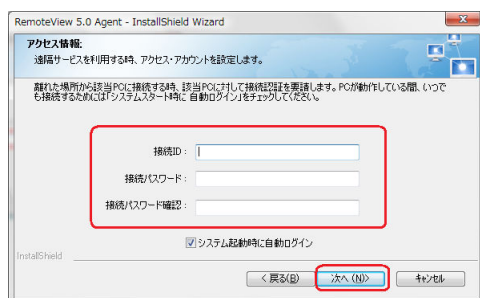 RemoteView 5.0 Agent - InstallShield Wizard
アクセス情報:
遠隔サービスを利用する時、アクセス・アカウントを設定します。
離れた場所から該当PCに接続する時、該当PCに対して接続認証を要請します。PCが動作している間、いつで
も接続するためには「システムスタート時に 自動ログイン」をチェックしてください。
接続ID :
接続パスワード :
接続パスワード確認 :
システム起動時に自動ログイン
InstallShield
< 戻る(B)
次へ (N)>
キャンセル